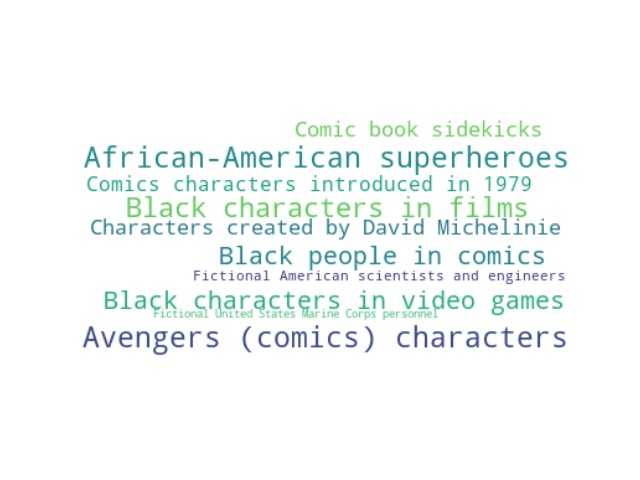 Comic book sidekicks
African-American superheroes
Comics characters introduced in 1979
Black characters in films
Characters created by David Michelinie
Black people in comics
Fictional American scientists and engineers
Black characters in video games
Fictional United States Marine Corps personnel
Avengers (comics) characters